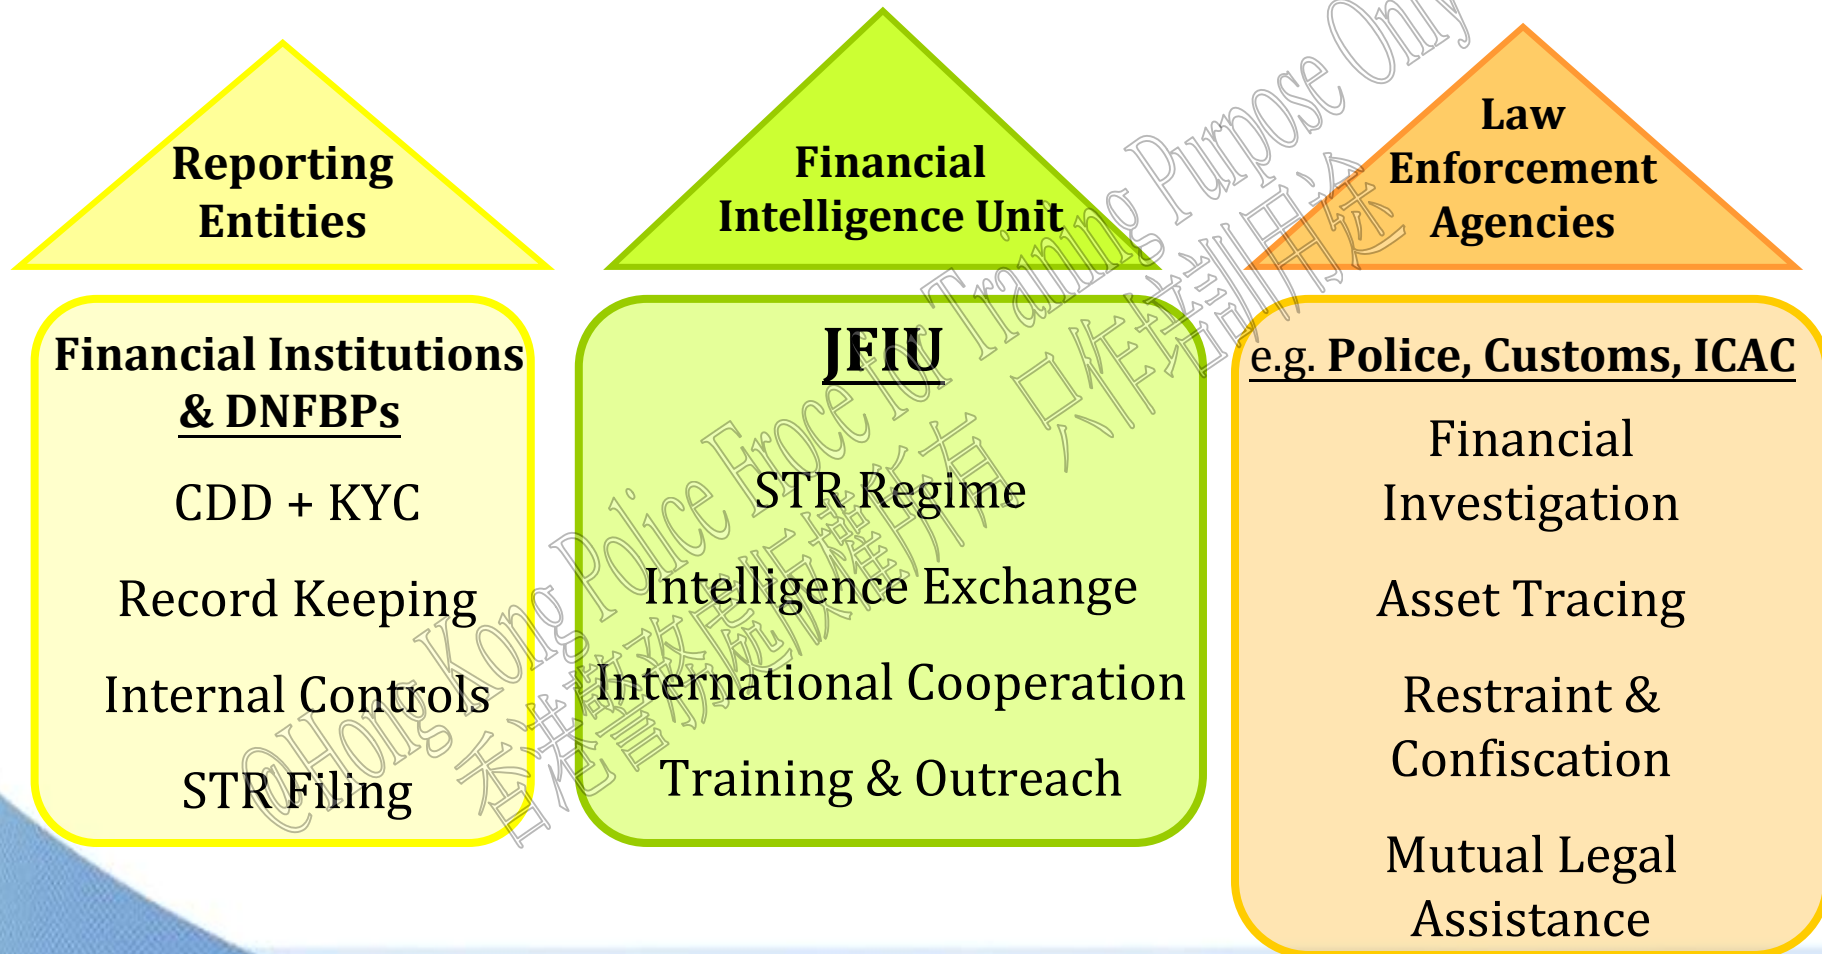 Reporting
Entities
Financial Institutions
& DNFBPs
CDD + KYC
Record Keeping
Internal Controls
STR Filing
Financial
Intelligence Unit
JFIU
STR Regime
Intelligence Exchange
International Cooperation
Training & Outreach
Law
Enforcement
Agencies
e.g. Police, Customs, ICAC
Financial
Investigation
Asset Tracing
Restraint &
Confiscation
Mutual Legal
Assistance
@Hong Kong Police Froce for Training Purpose Only
香港警務處版權所有 只作培訓用途